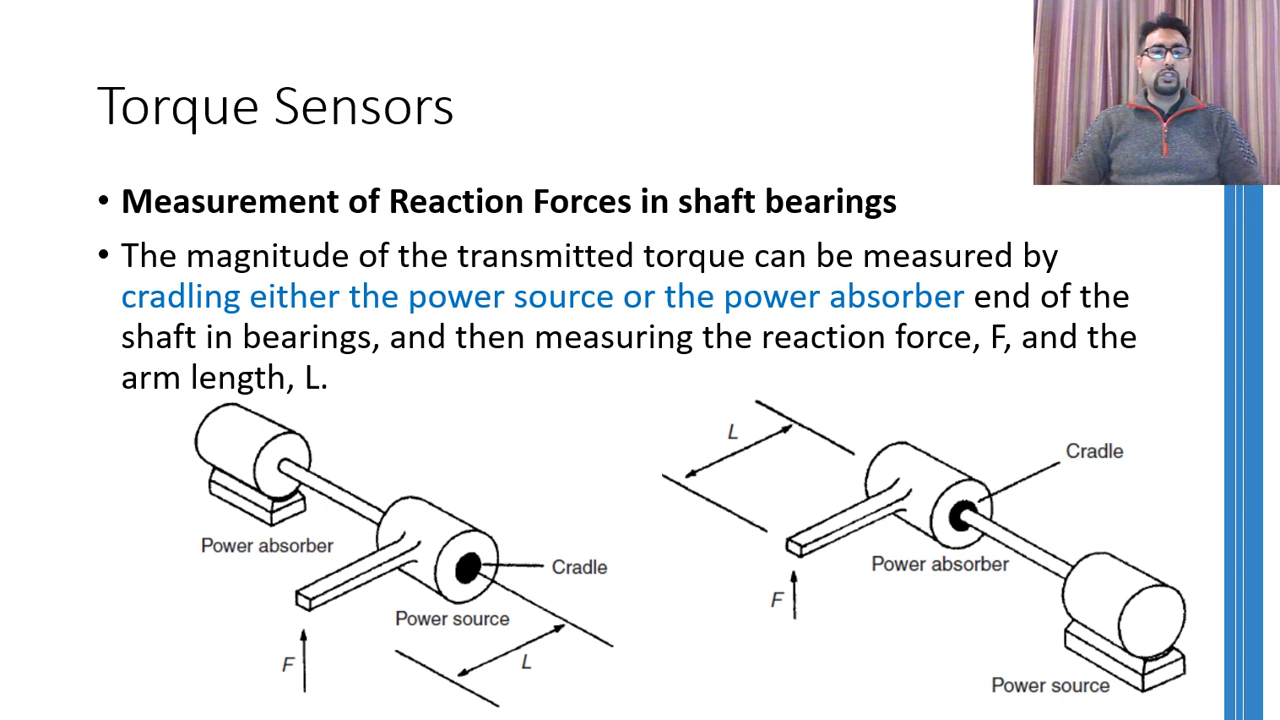 Torque Sensors
• Measurement of Reaction Forces in shaft bearings
• The magnitude of the transmitted torque can be measured by
cradling either the power source or the power absorber end of the
shaft in bearings, and then measuring the reaction force, F, and the
arm length, L.
Power absorber
Cradle
Power source
F
L
L
Cradle
Power absorber
F
Power source